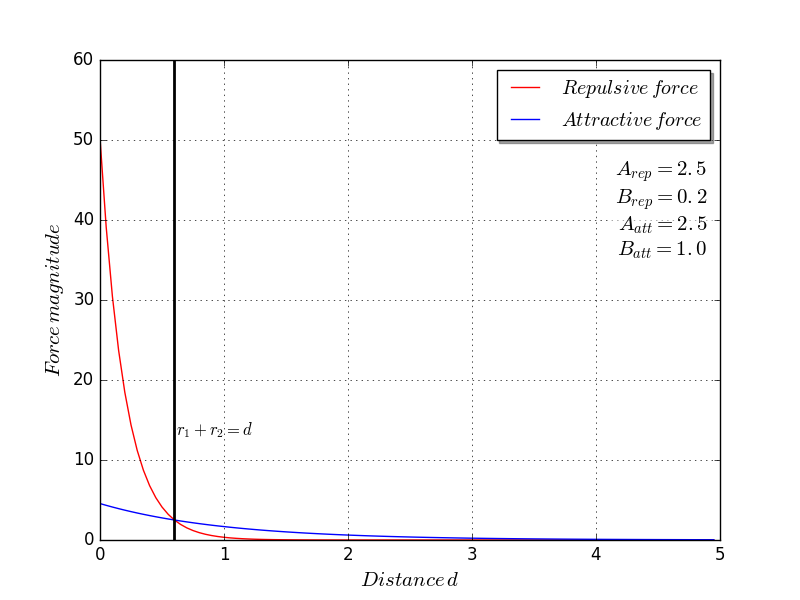 60
50
40
30
20
10
0
0 1 2 3 4 5
Force magnitude
Distance d
Repulsive force
Attractive force
A_rep = 2.5
B_rep = 0.2
A_att = 2.5
B_att = 1.0
r_1 + r_2 = d